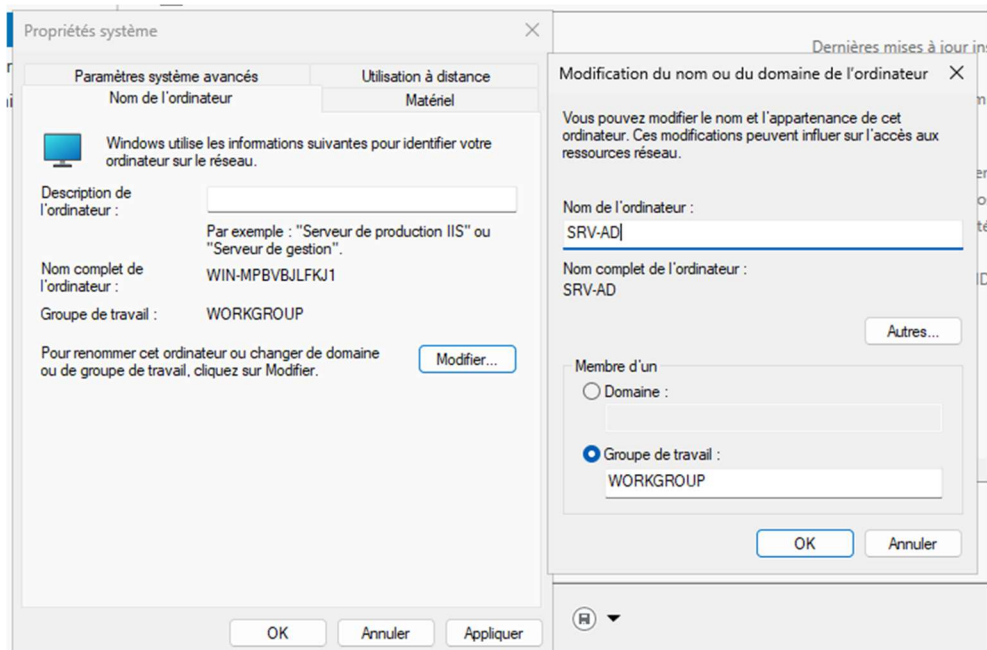 Propriétés système
Paramètres système avancés
Utilisation à distance
Nom de l'ordinateur
Matériel
Windows utilise les informations suivantes pour identifier votre
ordinateur sur le réseau.
Description de
l'ordinateur :
Par exemple : "Serveur de production IIS" ou
"Serveur de gestion".
Nom complet de
l'ordinateur :
WIN-MPBVBJLFKJ1
Groupe de travail :
WORKGROUP
Pour renommer cet ordinateur ou changer de domaine
ou de groupe de travail, cliquez sur Modifier.
Modifier...
OK
Annuler
Appliquer
Dernières mises à jour ins
Modification du nom ou du domaine de l'ordinateur
Vous pouvez modifier le nom et l'appartenance de cet
ordinateur. Ces modifications peuvent influer sur l'accès aux
ressources réseau.
Nom de l'ordinateur :
SRV-AD
Nom complet de l'ordinateur :
SRV-AD
Autres...
Membre d'un
Domaine :
Groupe de travail :
WORKGROUP
OK
Annuler